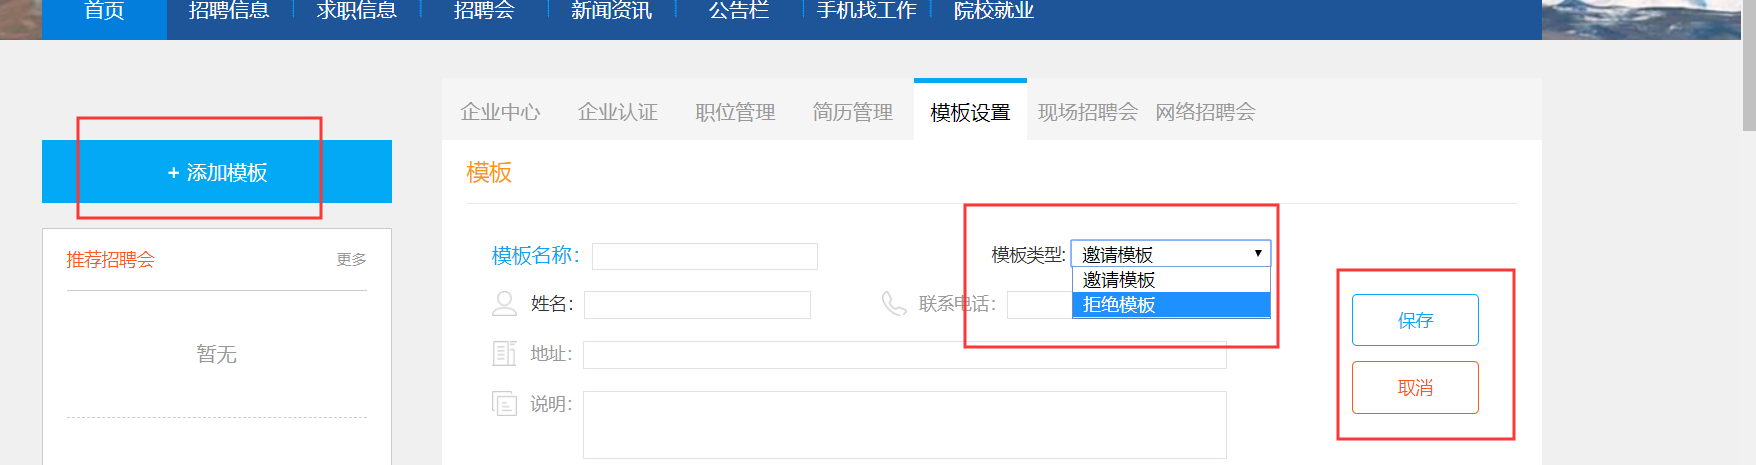 首页 招聘信息 求职信息 招聘会 新闻资讯 公告栏 手机找工作 院校就业
企业中心 企业认证 职位管理 简历管理 模板设置 现场招聘会 网络招聘会
+ 添加模板
推荐招聘会 更多
暂无
模板
模板名称： 模板类型: 邀请模板
邀请模板
拒绝模板
姓名： 联系电话：
地址：
说明：
保存
取消